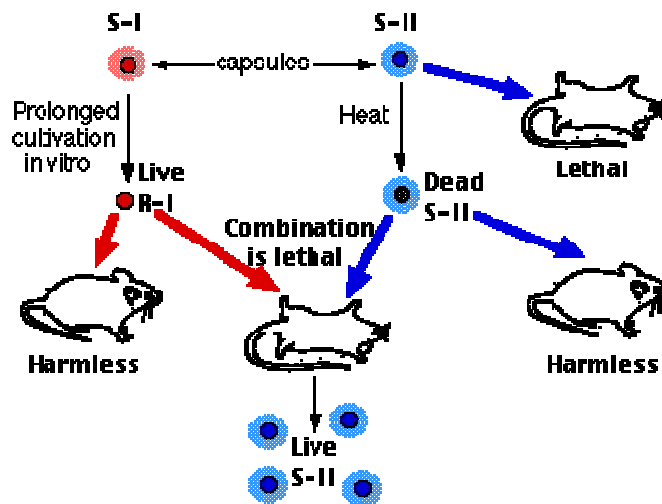 S-I
S-II
capsules
Prolonged
cultivation
in vitro
Heat
Lethal
Live
R-I
Dead
S-II
Combination
is lethal
Harmless
Harmless
Live
S-II